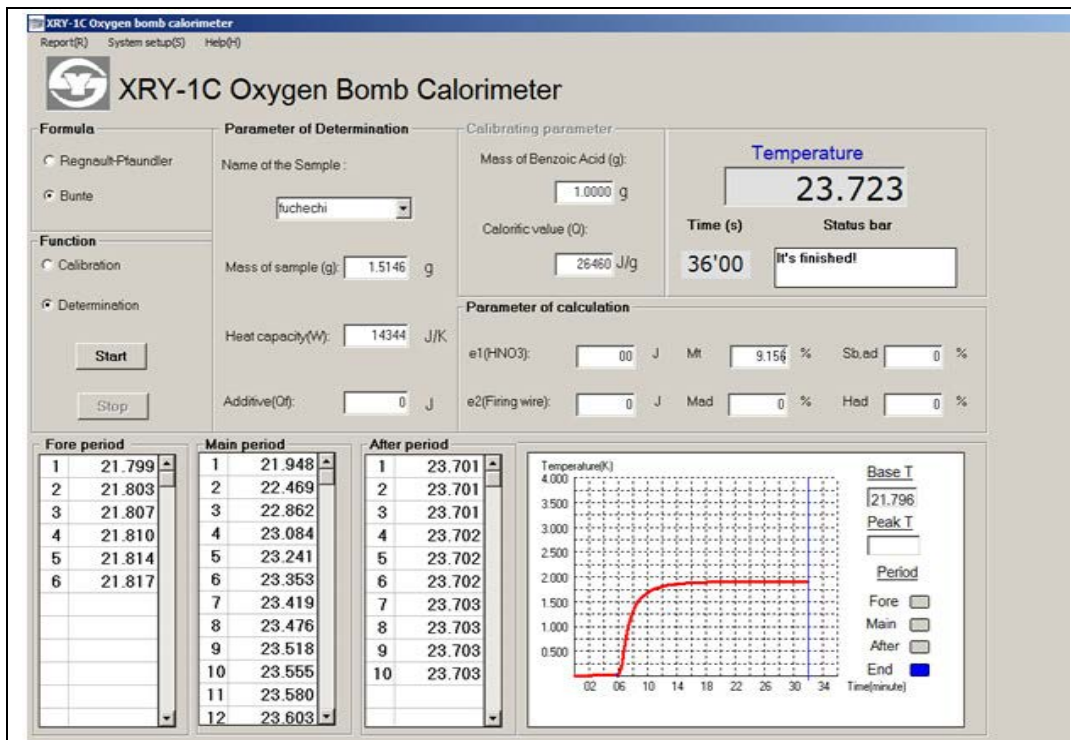 XRY-1C Oxygen bomb calorimeter
Report(R) System setup(S) Help(H)
XRY-1C Oxygen Bomb Calorimeter
Formula
Regnault-Pfaundler
Bunte
Function
Calibration
Determination
Start
Stop
Parameter of Determination
Name of the Sample :
fuchechi
Mass of sample (g): 1.5146 g
Heat capacity(W): 14344 J/K
Additive(Qf): 0 J
Calibrating parameter
Mass of Benzoic Acid (g):
1.0000 g
Calorific value (Q):
26460 J/g
Temperature
23.723
Time (s) Status bar
36'00 It's finished!
Parameter of calculation
e1(HNO3): 00 J Mt 9.156 % Sb,ad 0 %
e2(Firing wire): 0 J Mad 0 % Had 0 %
Fore period
1 21.799
2 21.803
3 21.807
4 21.810
5 21.814
6 21.817
Main period
1 21.948
2 22.469
3 22.862
4 23.084
5 23.241
6 23.353
7 23.419
8 23.476
9 23.518
10 23.555
11 23.580
12 23.603
After period
1 23.701
2 23.701
3 23.701
4 23.702
5 23.702
6 23.702
7 23.703
8 23.703
9 23.703
10 23.703
Temperature(K)
4.000
3.500
3.000
2.500
2.000
1.500
1.000
0.500
02 06 10 14 18 22 26 30 34 Time(minute)
Base T
21.796
Peak T
Period
Fore
Main
After
End